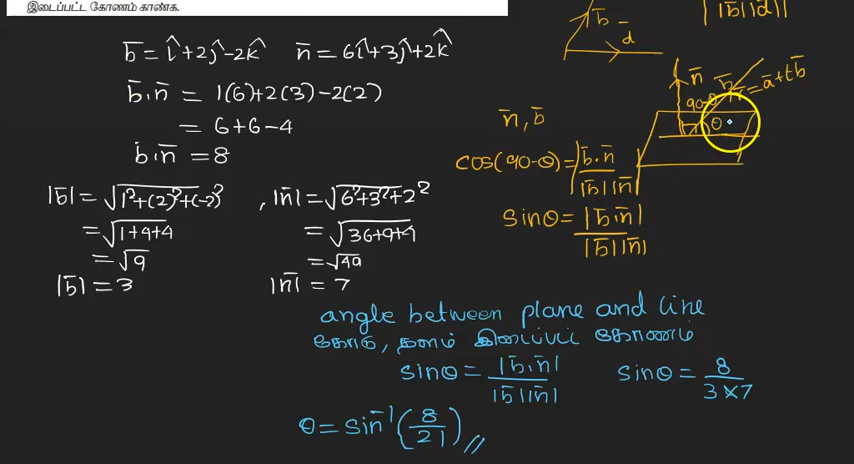 இடைப்பட்ட கோணம் காண்க.
b̄ = î+2ĵ-2k̂   n̄ = 6î+3ĵ+2k̂
b̄.n̄ = 1(6)+2(3)-2(2)
= 6+6-4
b̄.n̄ = 8
|b̄| = √(1²+(2)²+(-2)²) , |n̄| = √(6²+3²+2²)
= √(1+4+4)   = √(36+9+4)
= √9   = √49
|b̄| = 3   |n̄| = 7
b̄
d
|b̄||d̄|
n̄
r̄ = ā+tb̄
90-θ
θ
n̄, b̄
cos(90-θ) = |b̄.n̄| / |b̄||n̄|
sinθ = |b̄.n̄| / |b̄||n̄|
angle between plane and line
கோடு, தளம் இடைப்பட்ட கோணம்
sinθ = |b̄.n̄| / |b̄||n̄|   sinθ = 8 / 3×7
θ = sin⁻¹(8/21)//